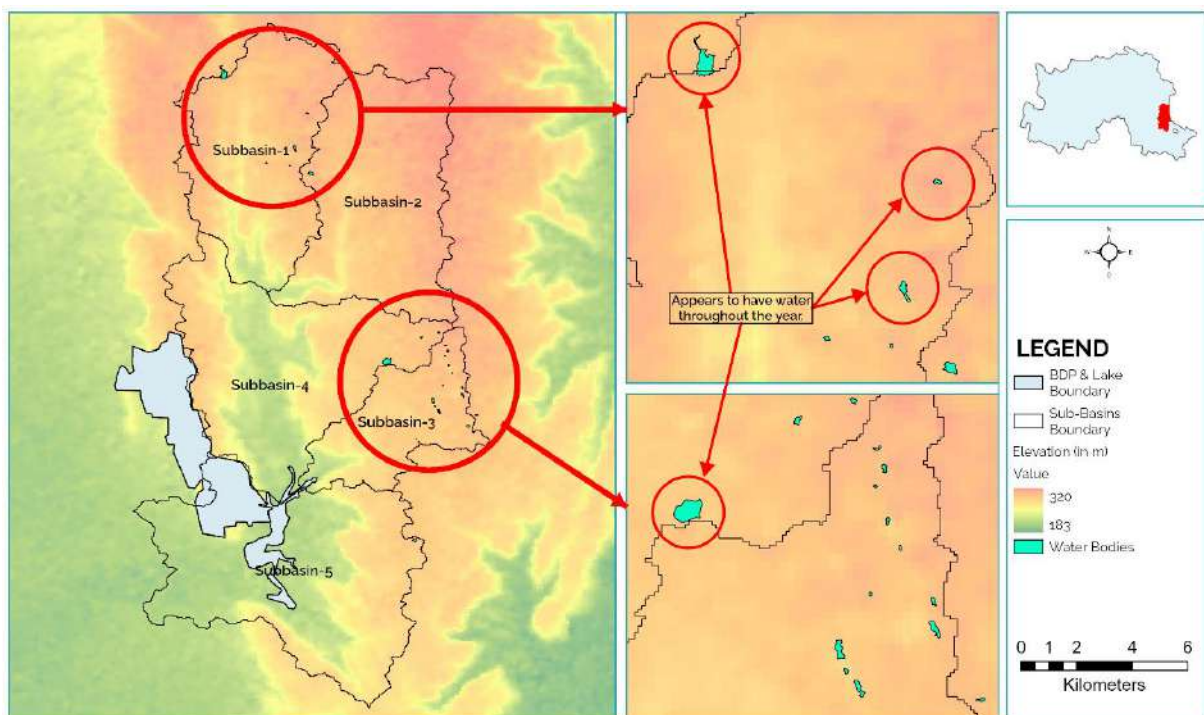 Subbasin-1
Subbasin-2
Subbasin-4
Subbasin-3
Subbasin-5
Appears to have water
throughout the year.
N
W
E
LEGEND
BDP & Lake
Boundary
Sub-Basins
Boundary
Elevation (in m)
Value
320
183
Water Bodies
0 1 2 4 6
Kilometers